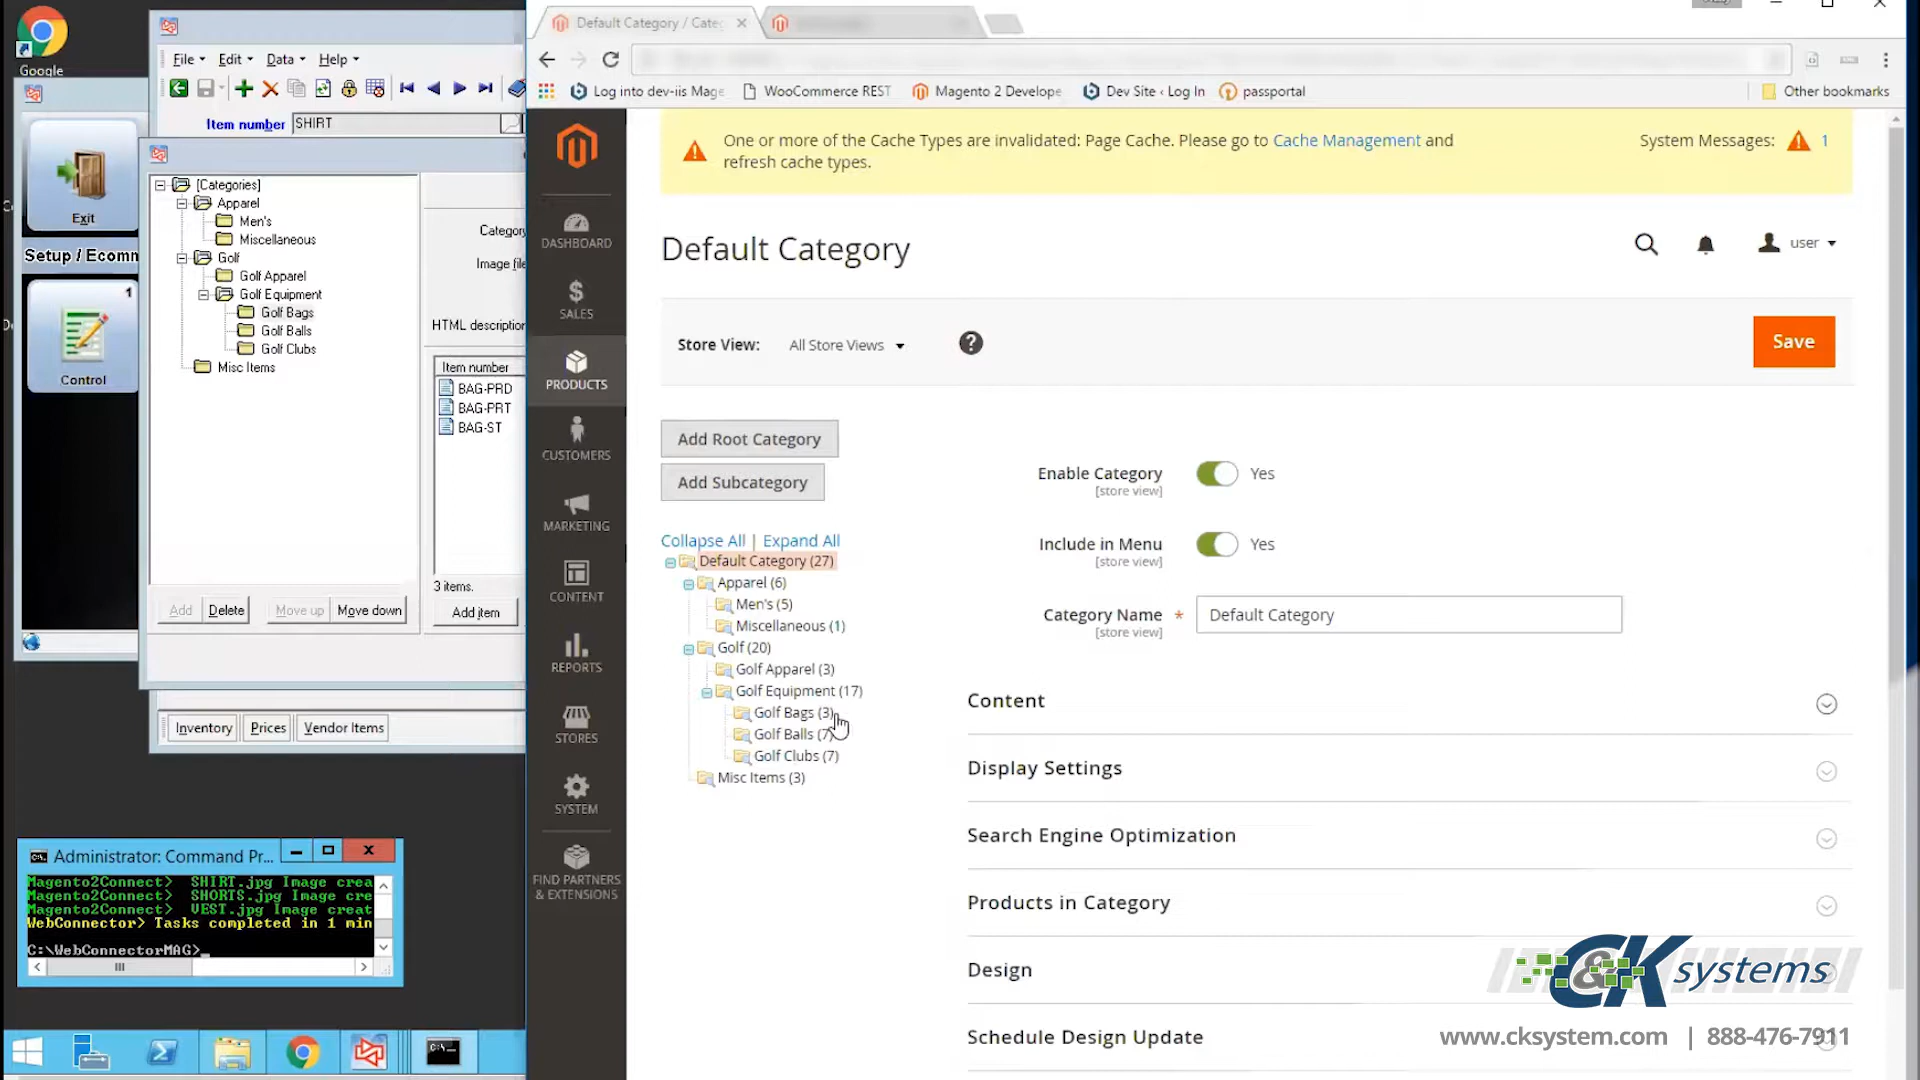 Google
File Edit Data Help
Item number SHIRT
Exit
Setup / Ecomm
1
Control
[Categories]
Apparel
Men's
Miscellaneous
Golf
Golf Apparel
Golf Equipment
Golf Bags
Golf Balls
Golf Clubs
Misc Items
Category
Image file
HTML description
Item number
BAG-PRD
BAG-PRT
BAG-ST
3 items.
Add Delete Move up Move down Add item
Inventory Prices Vendor Items
Administrator: Command Pr...
Magento2Connect> SHIRT.jpg Image crea
Magento2Connect> SHORTS.jpg Image cre
Magento2Connect> VEST.jpg Image creat
WebConnector> Tasks completed in 1 min
C:\WebConnectorMAG>_
Default Category / Cate
Log into dev-iis Mage WooCommerce REST Magento 2 Develope Dev Site ‹ Log In passportal Other bookmarks
One or more of the Cache Types are invalidated: Page Cache. Please go to Cache Management and
refresh cache types.
System Messages: 1
DASHBOARD
SALES
PRODUCTS
CUSTOMERS
MARKETING
CONTENT
REPORTS
STORES
SYSTEM
FIND PARTNERS
& EXTENSIONS
Default Category
user
Store View: All Store Views ?
Save
Add Root Category
Add Subcategory
Collapse All | Expand All
Default Category (27)
Apparel (6)
Men's (5)
Miscellaneous (1)
Golf (20)
Golf Apparel (3)
Golf Equipment (17)
Golf Bags (3)
Golf Balls (7)
Golf Clubs (7)
Misc Items (3)
Enable Category Yes
[store view]
Include in Menu Yes
[store view]
Category Name * Default Category
[store view]
Content
Display Settings
Search Engine Optimization
Products in Category
Design
Schedule Design Update
C&K systems
www.cksystem.com | 888-476-7911